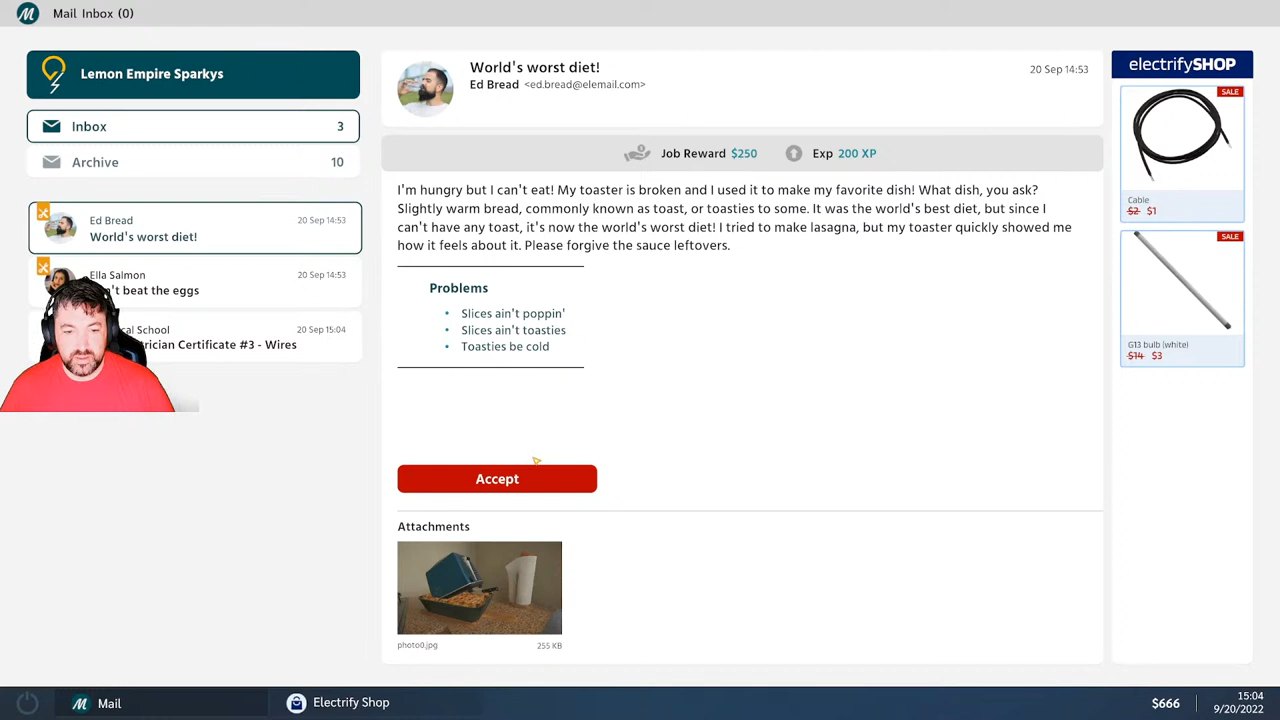 Mail Inbox (0)
Lemon Empire Sparkys
Inbox 3
Archive 10
Ed Bread 20 Sep 14:53
World's worst diet!
Ella Salmon 20 Sep 14:53
beat the eggs
School 20 Sep 15:04
Certificate #3 - Wires
World's worst diet!
Ed Bread <ed.bread@elemail.com>
20 Sep 14:53
Job Reward $250 Exp 200 XP
I'm hungry but I can't eat! My toaster is broken and I used it to make my favorite dish! What dish, you ask?
Slightly warm bread, commonly known as toast, or toasties to some. It was the world's best diet, but since I
can't have any toast, it's now the world's worst diet! I tried to make lasagna, but my toaster quickly showed me
how it feels about it. Please forgive the sauce leftovers.
Problems
• Slices ain't poppin'
• Slices ain't toasties
• Toasties be cold
Accept
Attachments
photo0.jpg 255 KB
electrifySHOP
SALE
Cable
$2 $1
SALE
G13 bulb (white)
$14 $3
Mail
Electrify Shop
$666
15:04
9/20/2022